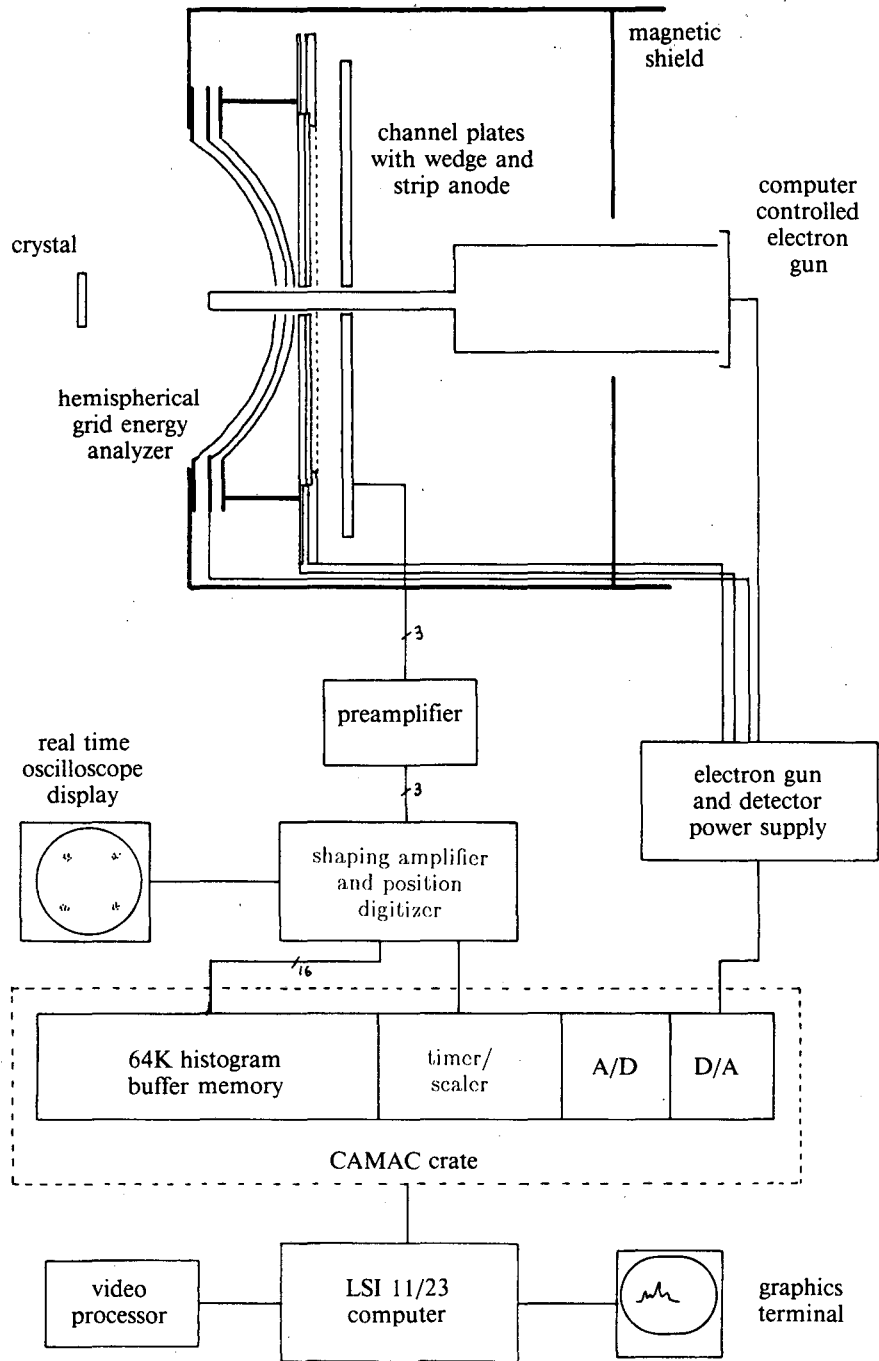 magnetic
shield
channel plates
with wedge and
strip anode
computer
controlled
electron
gun
crystal
hemispherical
grid energy
analyzer
3
preamplifier
real time
oscilloscope
display
3
electron gun
and detector
power supply
shaping amplifier
and position
digitizer
16
64K histogram
buffer memory
timer/
scaler
A/D
D/A
CAMAC crate
video
processor
LSI 11/23
computer
graphics
terminal